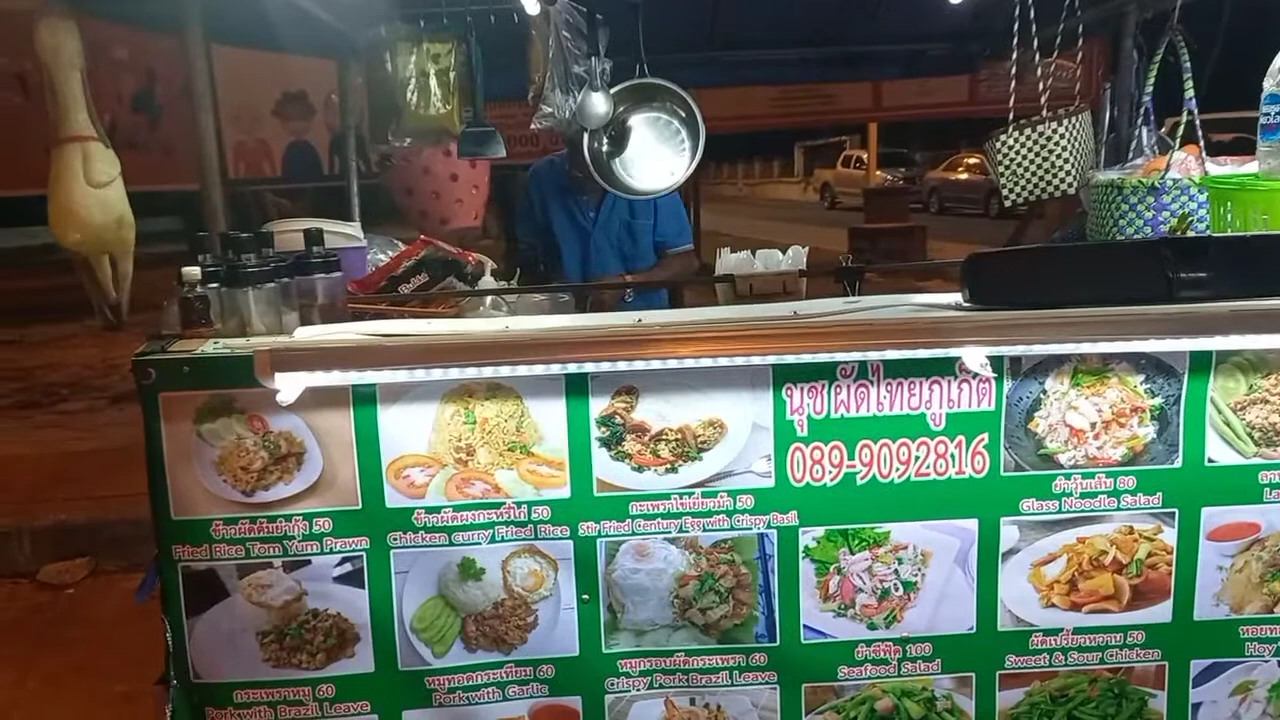 นุช ผัดไทยภูเก็ต
089-9092816
ข้าวผัดต้มยำกุ้ง 50
Fried Rice Tom Yum Prawn
ข้าวผัดผงกะหรี่ไก่ 50
Chicken curry Fried Rice
กะเพราไข่เยี่ยวม้า 50
Stir Fried Century Egg with Crispy Basil
ยำวุ้นเส้น 80
Glass Noodle Salad
กระเพราหมู 60
Pork with Brazil Leave
หมูทอดกระเทียม 60
Pork with Garlic
หมูกรอบผัดกระเพรา 60
Crispy Pork Brazil Leave
ยำซีฟู้ด 100
Seafood Salad
ผัดเปรี้ยวหวาน 50
Sweet & Sour Chicken
Hoy